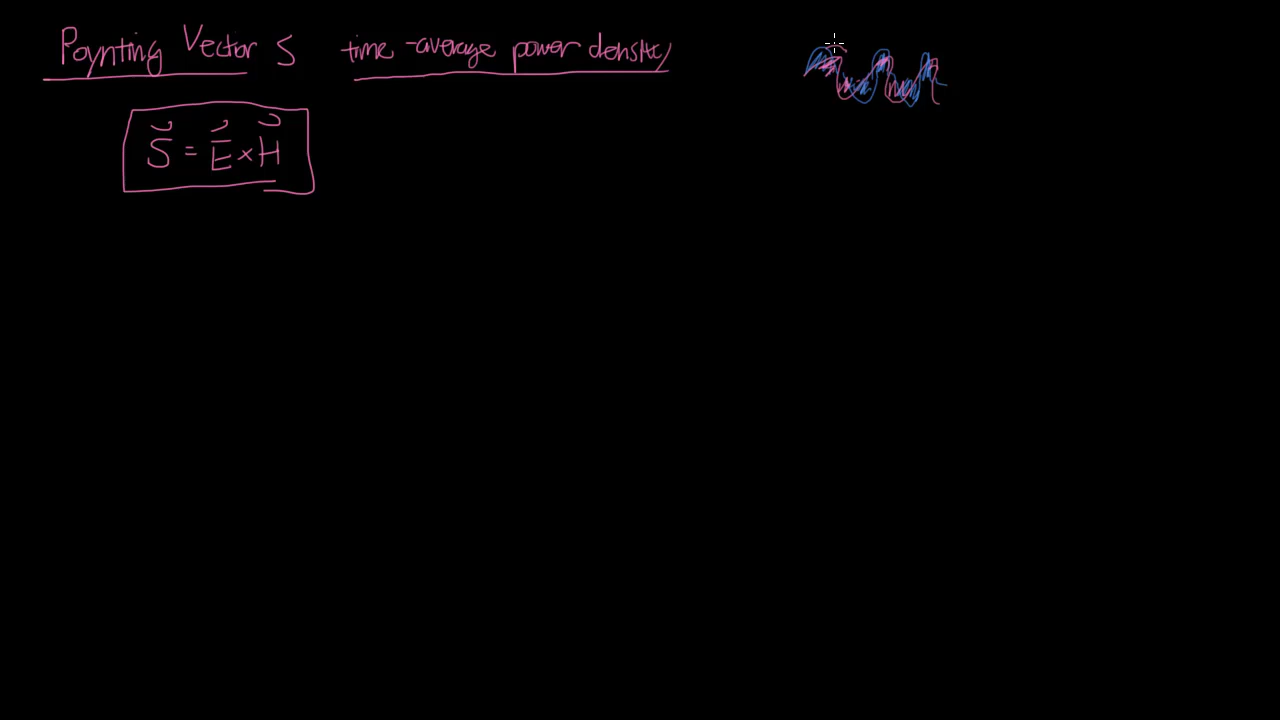 Poynting Vector S time-average power density
S⃗ = E⃗ × H⃗